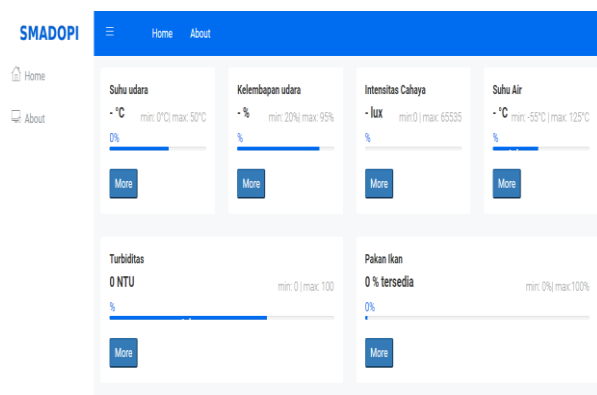 SMADOPI
Home About
Home
About
Suhu udara
- °C min: 0°C| max: 50°C
0%
More
Kelembapan udara
- % min: 20%| max: 95%
%
More
Intensitas Cahaya
- lux min:0 | max: 65535
%
More
Suhu Air
- °C min: -55°C | max: 125°C
%
More
Turbiditas
0 NTU min: 0 | max: 100
%
More
Pakan Ikan
0 % tersedia min: 0%| max:100%
0%
More